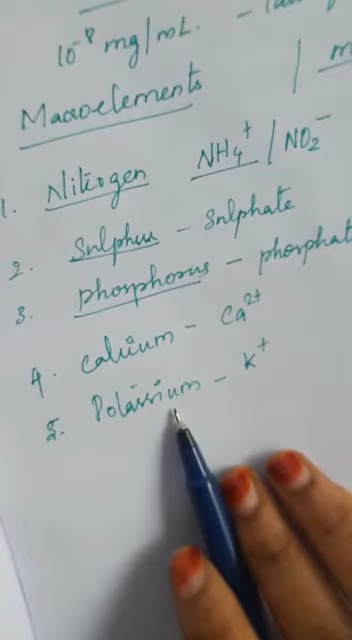 10⁻⁸ mg/mL. -
Macroelements
1. Nitrogen NH₄⁺ / NO₂⁻
2. Sulphur - Sulphate
3. Phosphorus - phosphat
4. Calcium - Ca²⁺
5. Potassium - K⁺